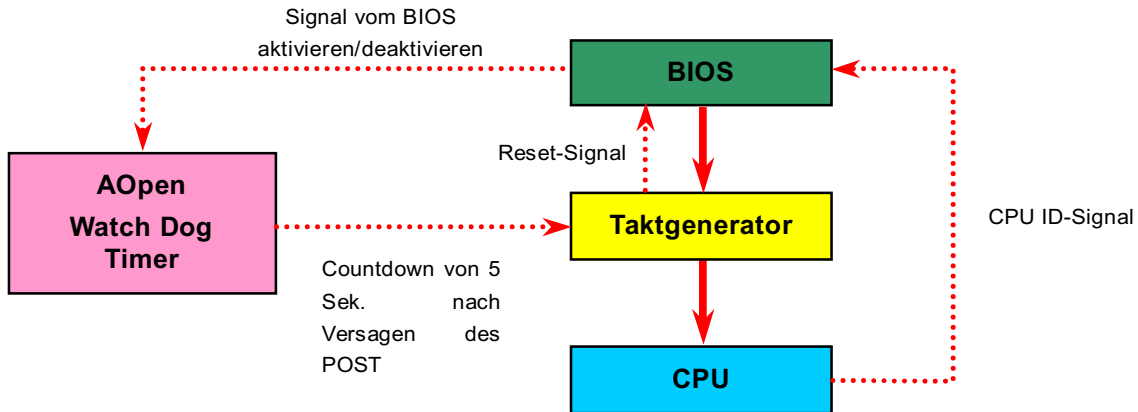 Signal vom BIOS
aktivieren/deaktivieren
BIOS
Reset-Signal
AOpen
Watch Dog
Timer
Taktgenerator
CPU ID-Signal
Countdown von 5
Sek. nach
Versagen des
POST
CPU